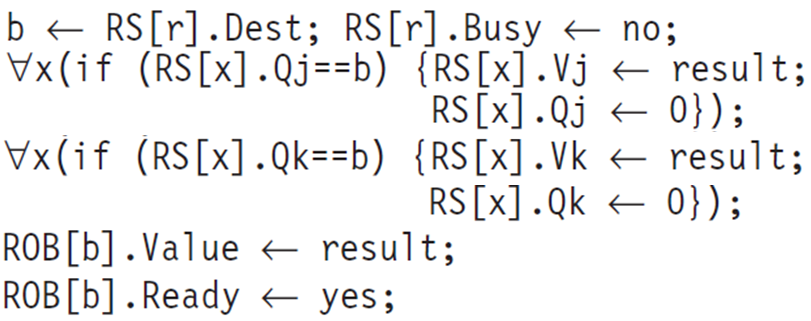 b ← RS[r].Dest; RS[r].Busy ← no;
∀x(if (RS[x].Qj==b) {RS[x].Vj ← result;
RS[x].Qj ← 0});
∀x(if (RS[x].Qk==b) {RS[x].Vk ← result;
RS[x].Qk ← 0});
ROB[b].Value ← result;
ROB[b].Ready ← yes;